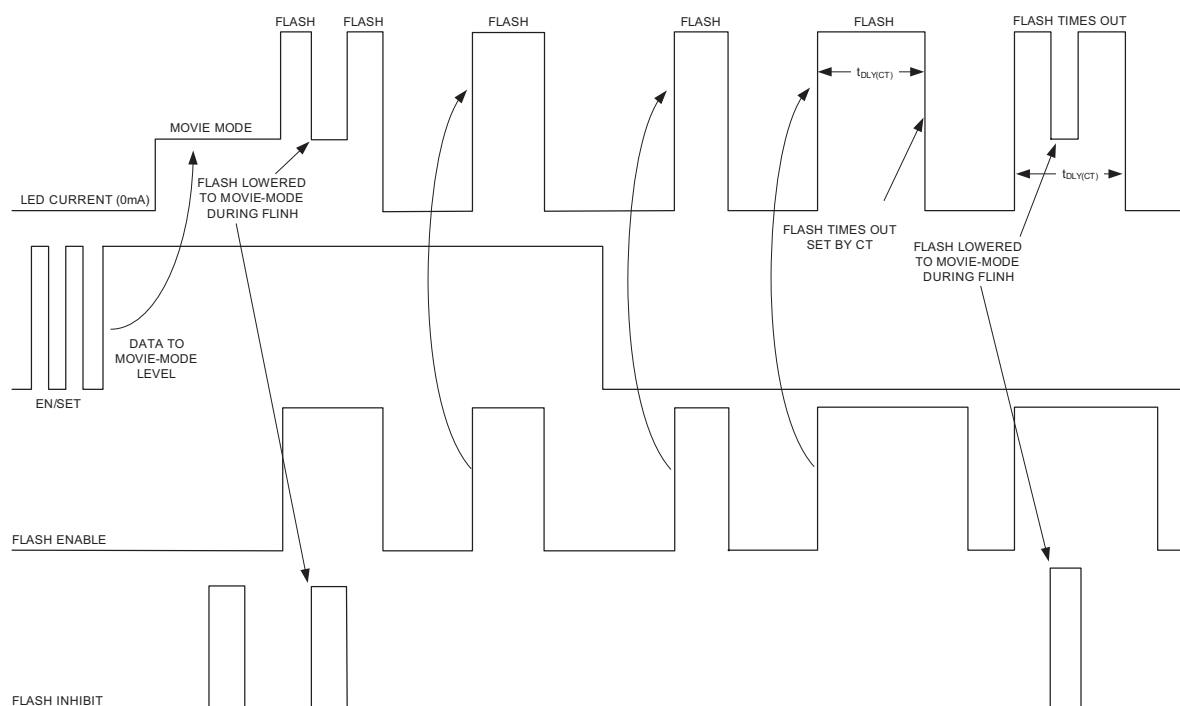 FLASH
FLASH
FLASH
FLASH
FLASH
FLASH TIMES OUT
tDLY(CT)
MOVIE MODE
tDLY(CT)
LED CURRENT (0mA)
FLASH LOWERED
TO MOVIE-MODE
DURING FLINH
FLASH TIMES OUT
SET BY CT
FLASH LOWERED
TO MOVIE-MODE
DURING FLINH
DATA TO
MOVIE-MODE
LEVEL
EN/SET
FLASH ENABLE
FLASH INHIBIT